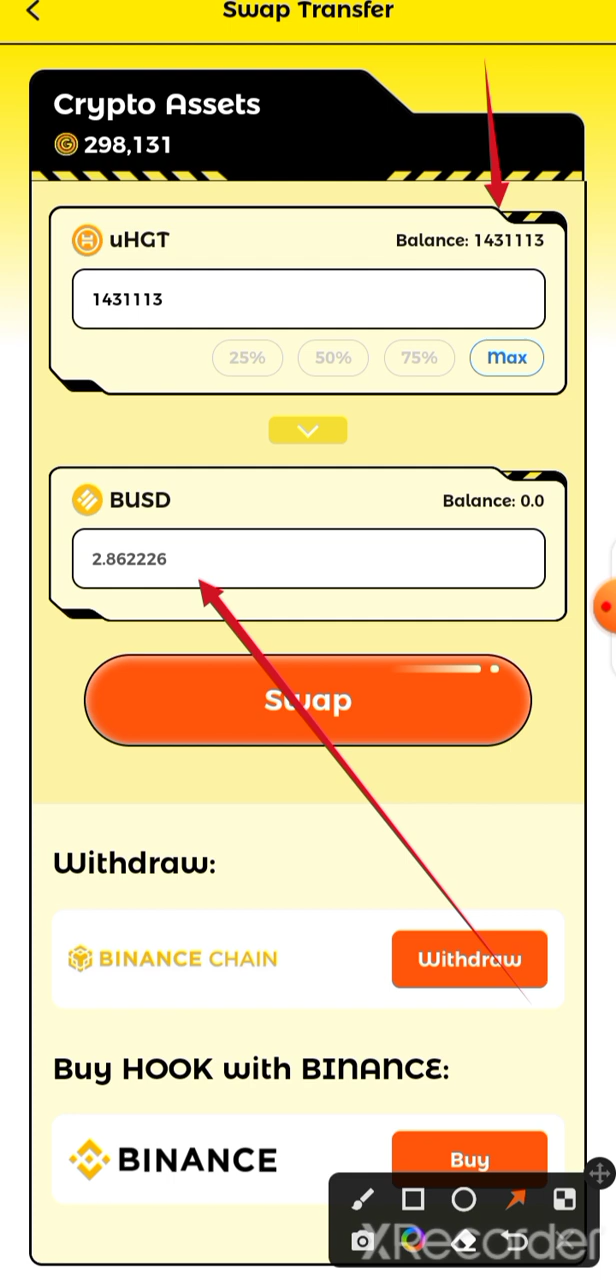 Swap Transfer
Crypto Assets
298,131
uHGT
Balance: 1431113
1431113
25% 50% 75% Max
BUSD
Balance: 0.0
2.862226
Swap
Withdraw:
BINANCE CHAIN
Withdraw
Buy HOOK with BINANCE:
BINANCE
Buy
XRecorder